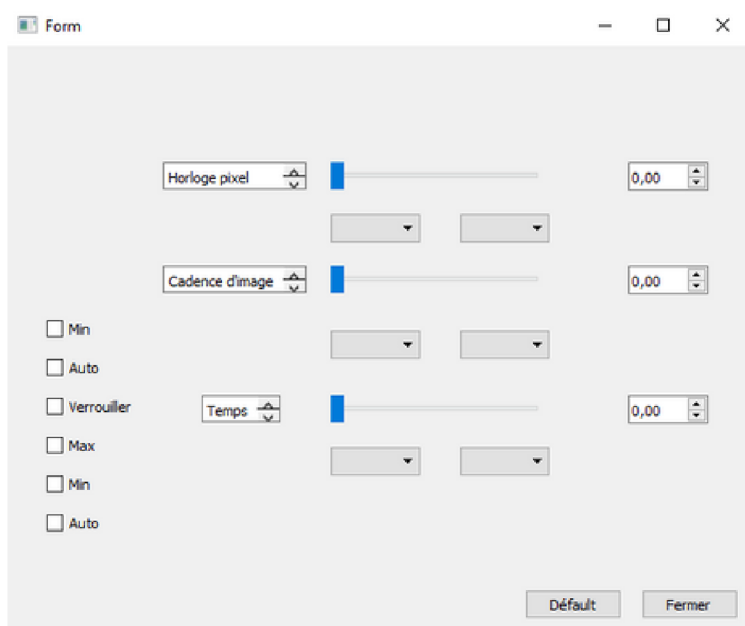 Form
Horloge pixel 0,00
Cadence d'image 0,00
Min
Auto
Verrouiller Temps 0,00
Max
Min
Auto
Défault Fermer